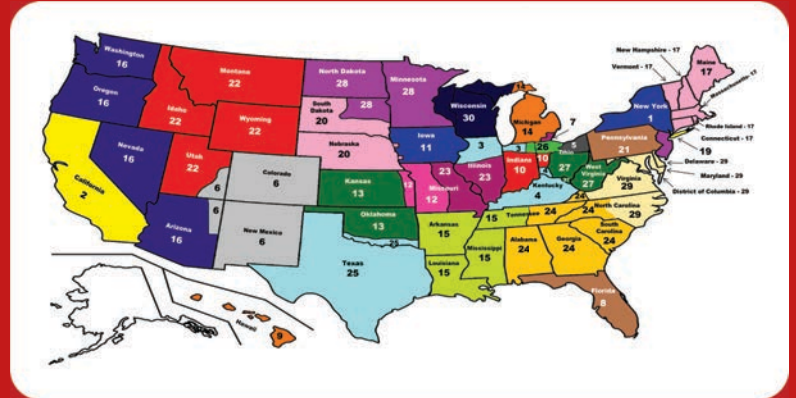 New Hampshire - 17
Vermont - 17
Maine
17
Massachusetts - 17
Rhode Island - 17
Connecticut - 17
19
Delaware - 29
Maryland - 29
District of Columbia - 29
Washington
16
Oregon
16
California
2
Nevada
16
Idaho
22
Montana
22
Wyoming
22
Utah
22
6
Arizona
16
6
Colorado
6
New Mexico
6
North Dakota
28
South
Dakota
20
28
Nebraska
20
Kansas
13
Oklahoma
13
25
Texas
25
Minnesota
28
Iowa
11
12
Missouri
12
23
Arkansas
15
Louisiana
15
Wisconsin
30
3
Illinois
23
Michigan
14
7
3
26
Indiana
10
10
5
Ohio
27
West
Virginia
27
Kentucky
4
15
Tennessee
24
24
24
Mississippi
15
Alabama
24
Georgia
24
Florida
8
South
Carolina
24
North Carolina
29
Virginia
29
Pennsylvania
21
New York
1
Hawaii
9